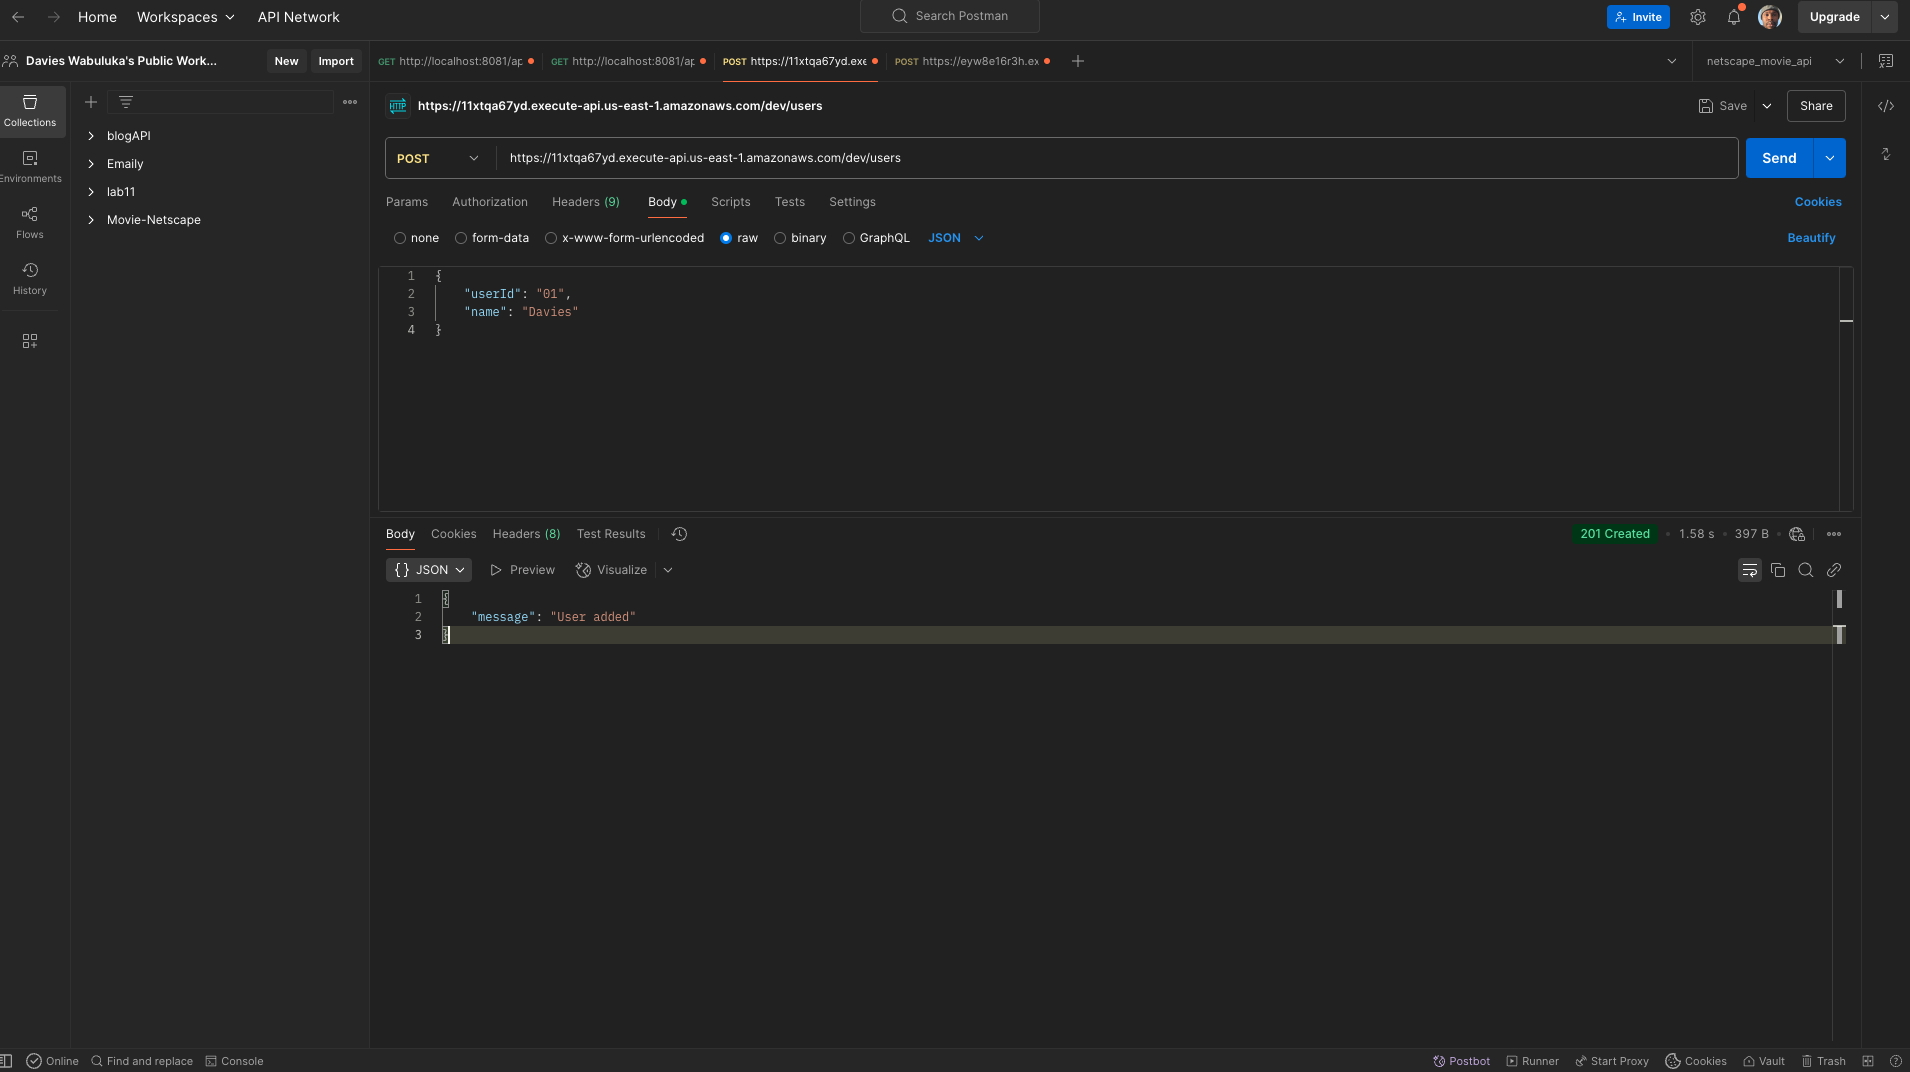 Home Workspaces API Network Search Postman Invite Upgrade
Davies Wabuluka's Public Work... New Import
GET http://localhost:8081/ap GET http://localhost:8081/ap POST https://11xtqa67yd.exe POST https://eyw8e16r3h.ex netscape_movie_api
Collections
Environments
Flows
History
blogAPI
Emaily
lab11
Movie-Netscape
HTTP https://11xtqa67yd.execute-api.us-east-1.amazonaws.com/dev/users Save Share
POST https://11xtqa67yd.execute-api.us-east-1.amazonaws.com/dev/users Send
Params Authorization Headers (9) Body Scripts Tests Settings Cookies
none form-data x-www-form-urlencoded raw binary GraphQL JSON Beautify
1 {
2 "userId": "01",
3 "name": "Davies"
4 }
Body Cookies Headers (8) Test Results 201 Created 1.58 s 397 B
{} JSON Preview Visualize
1 {
2 "message": "User added"
3 }
Online Find and replace Console Postbot Runner Start Proxy Cookies Vault Trash